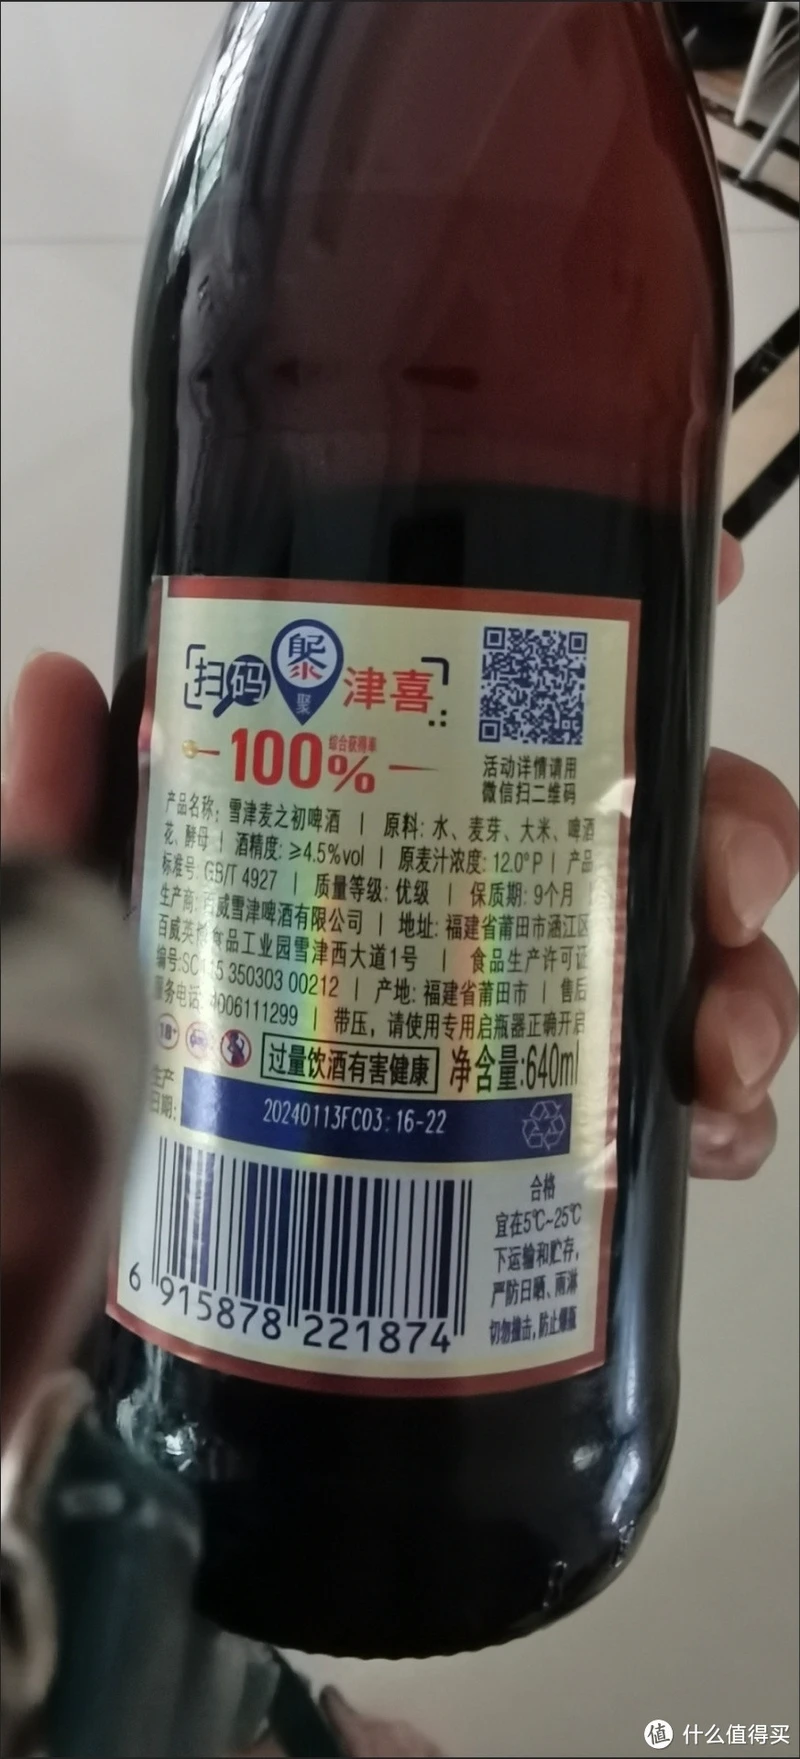 扫码 聚 津喜
100% 综合获得率
活动详情请用
微信扫二维码
产品名称: 雪津麦之初啤酒 | 原料: 水、麦芽、大米、啤酒
花、酵母 | 酒精度: ≥4.5%vol | 原麦汁浓度: 12.0°P | 产品
标准号: GB/T 4927 | 质量等级: 优级 | 保质期: 9个月
生产商: 百威雪津啤酒有限公司 | 地址: 福建省莆田市涵江区
百威英博食品工业园雪津西大道1号 | 食品生产许可证
编号:SC 5 350303 00212 | 产地: 福建省莆田市 | 售后
服务电话: 4006111299 | 带压，请使用专用启瓶器正确开启
18+ 过量饮酒有害健康 净含量:640ml
生产
日期: 20240113FC03:16-22
合格
宜在5℃~25℃
下运输和贮存,
严防日晒、雨淋
切勿撞击,防止爆瓶
6 915878 221874
值 什么值得买